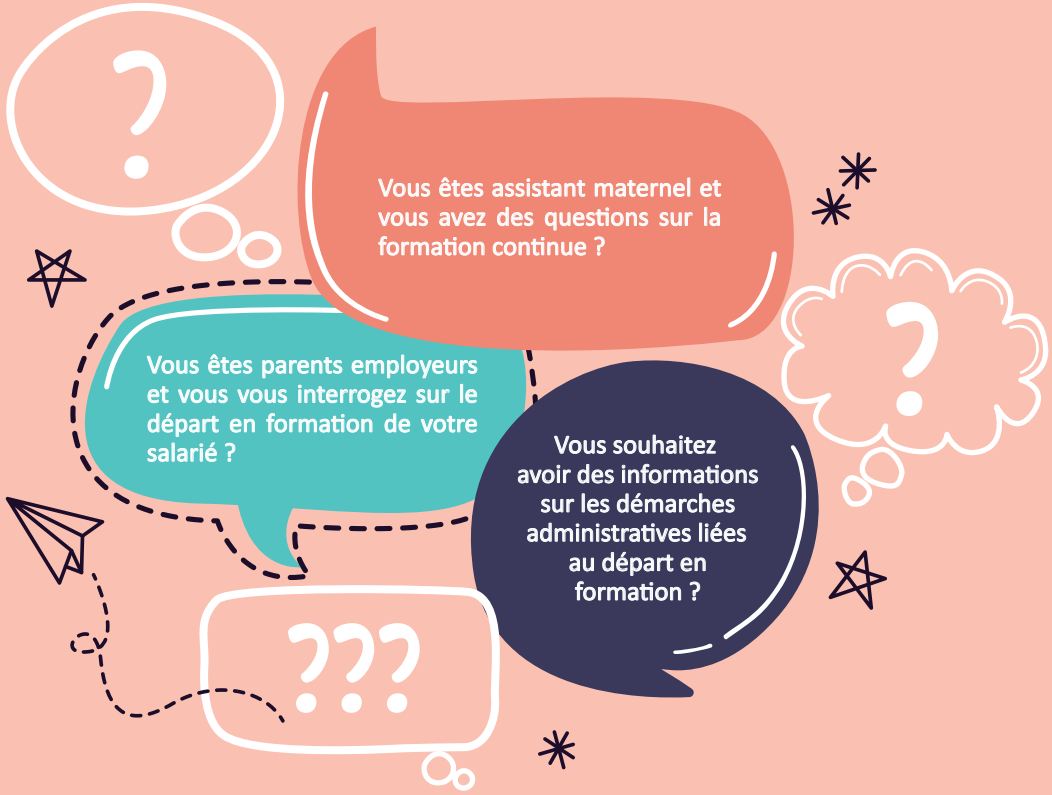 ?
Vous êtes assistant maternel et
vous avez des questions sur la
formation continue ?
?
Vous êtes parents employeurs
et vous vous interrogez sur le
départ en formation de votre
salarié ?
Vous souhaitez
avoir des informations
sur les démarches
administratives liées
au départ en
formation ?
???